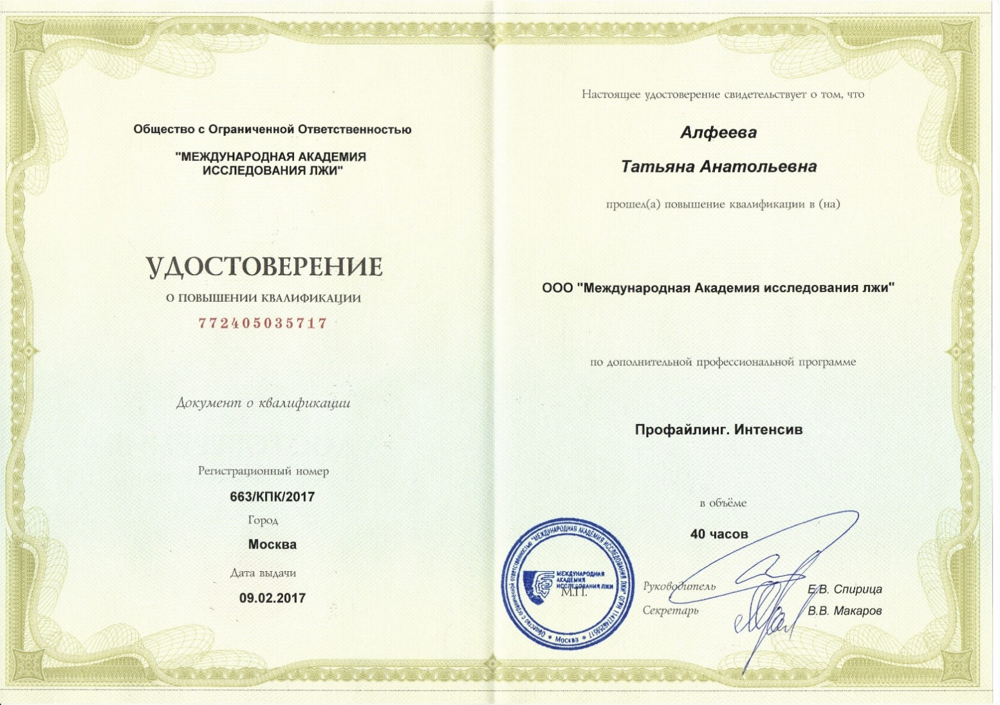 Общество с Ограниченной Ответственностью
"МЕЖДУНАРОДНАЯ АКАДЕМИЯ
ИССЛЕДОВАНИЯ ЛЖИ"
УДОСТОВЕРЕНИЕ
О ПОВЫШЕНИИ КВАЛИФИКАЦИИ
772405035717
Документ о квалификации
Регистрационный номер
663/КПК/2017
Город
Москва
Дата выдачи
09.02.2017
Настоящее удостоверение свидетельствует о том, что
Алфеева
Татьяна Анатольевна
прошел(а) повышение квалификации в (на)
ООО "Международная Академия исследования лжи"
по дополнительной профессиональной программе
Профайлинг. Интенсив
в объёме
40 часов
Руководитель
Е.В. Спирица
Секретарь
В.В. Макаров
М.П.
Общество с ограниченной ответственностью "МЕЖДУНАРОДНАЯ АКАДЕМИЯ ИССЛЕДОВАНИЯ ЛЖИ" ОГРН
* Москва *
МЕЖДУНАРОДНАЯ
АКАДЕМИЯ
ИССЛЕДОВАНИЯ ЛЖИ